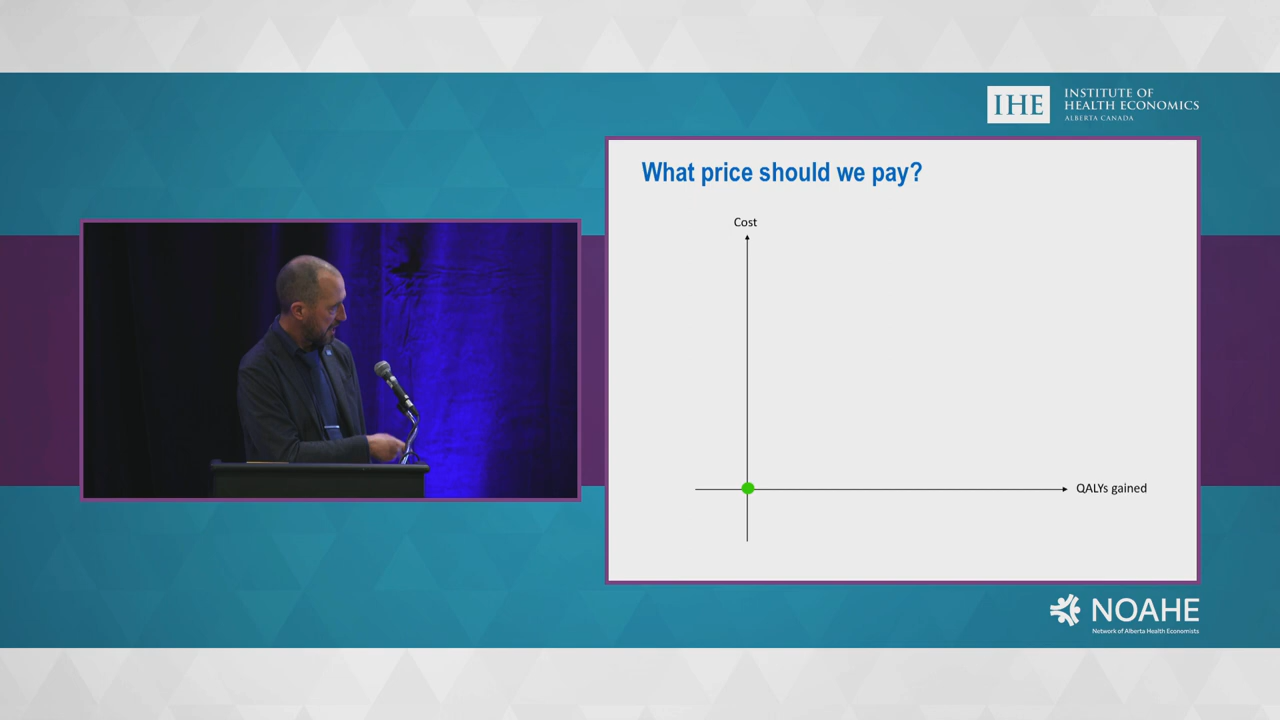 IHE
INSTITUTE OF
HEALTH ECONOMICS
ALBERTA CANADA
What price should we pay?
Cost
QALYs gained
NOAHE
Network of Alberta Health Economists